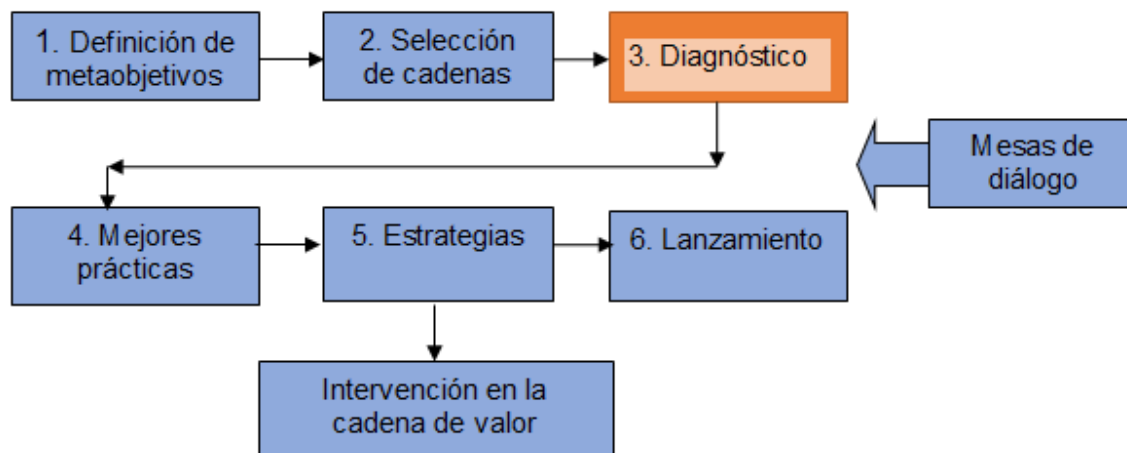 1. Definición de
metaobjetivos
2. Selección
de cadenas
3. Diagnóstico
Mesas de
diálogo
4. Mejores
prácticas
5. Estrategias
6. Lanzamiento
Intervención en la
cadena de valor